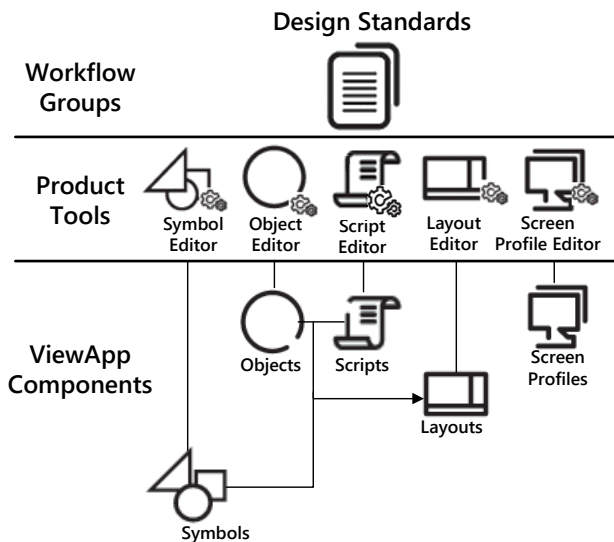 Design Standards
Workflow
Groups
Product
Tools
Symbol
Editor
Object
Editor
Script
Editor
Layout
Editor
Screen
Profile Editor
ViewApp
Components
Objects
Scripts
Screen
Profiles
Layouts
Symbols